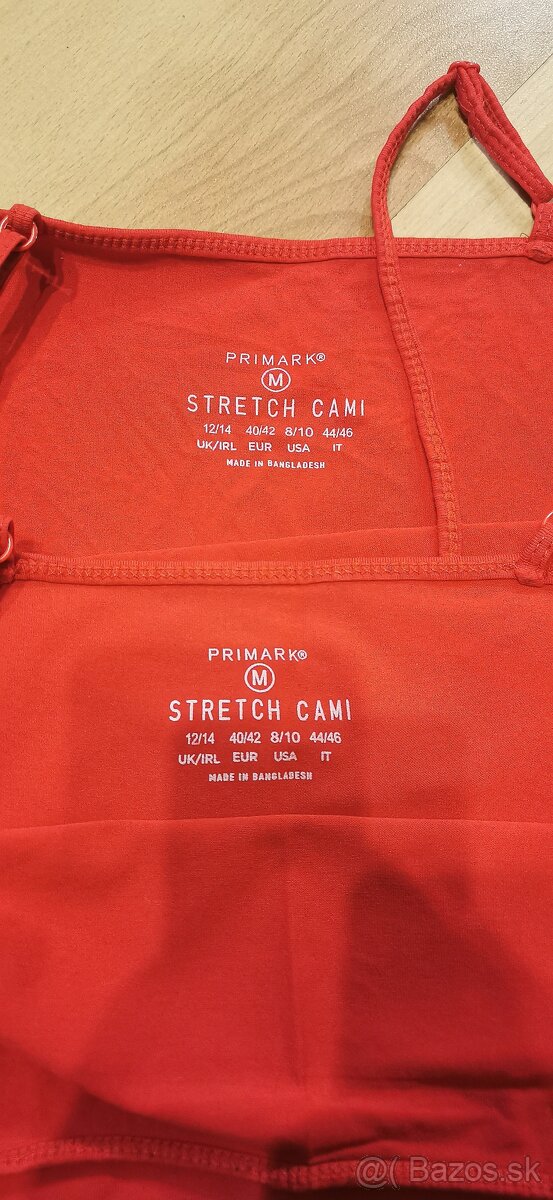 PRIMARK®
M
STRETCH CAMI
12/14 40/42 8/10 44/46
UK/IRL EUR USA IT
MADE IN BANGLADESH
PRIMARK®
M
STRETCH CAMI
12/14 40/42 8/10 44/46
UK/IRL EUR USA IT
MADE IN BANGLADESH
@( Bazos.sk